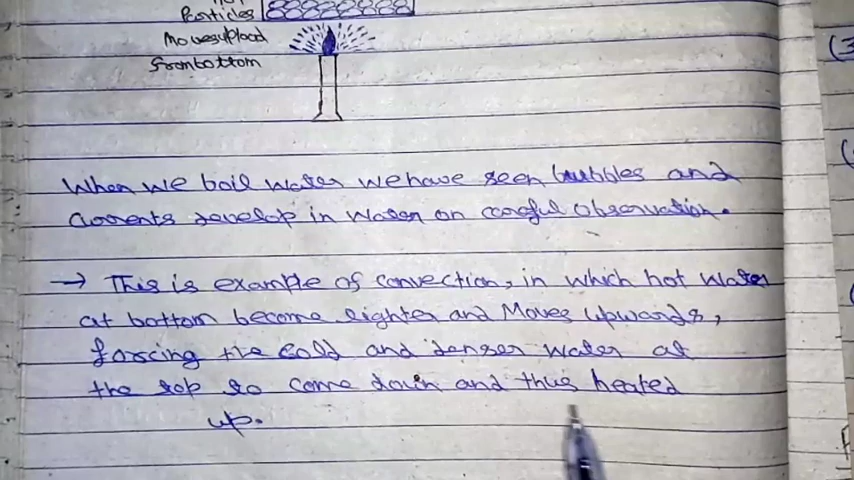 Particles
Moves upload
from bottom
When we boil water we have seen bubbles and
currents develop in water on careful observation.
→ This is example of convection, in which hot water
at bottom become lighter and Moves upwards,
forcing the cold and denser water at
the top to come down and thus heated
up.